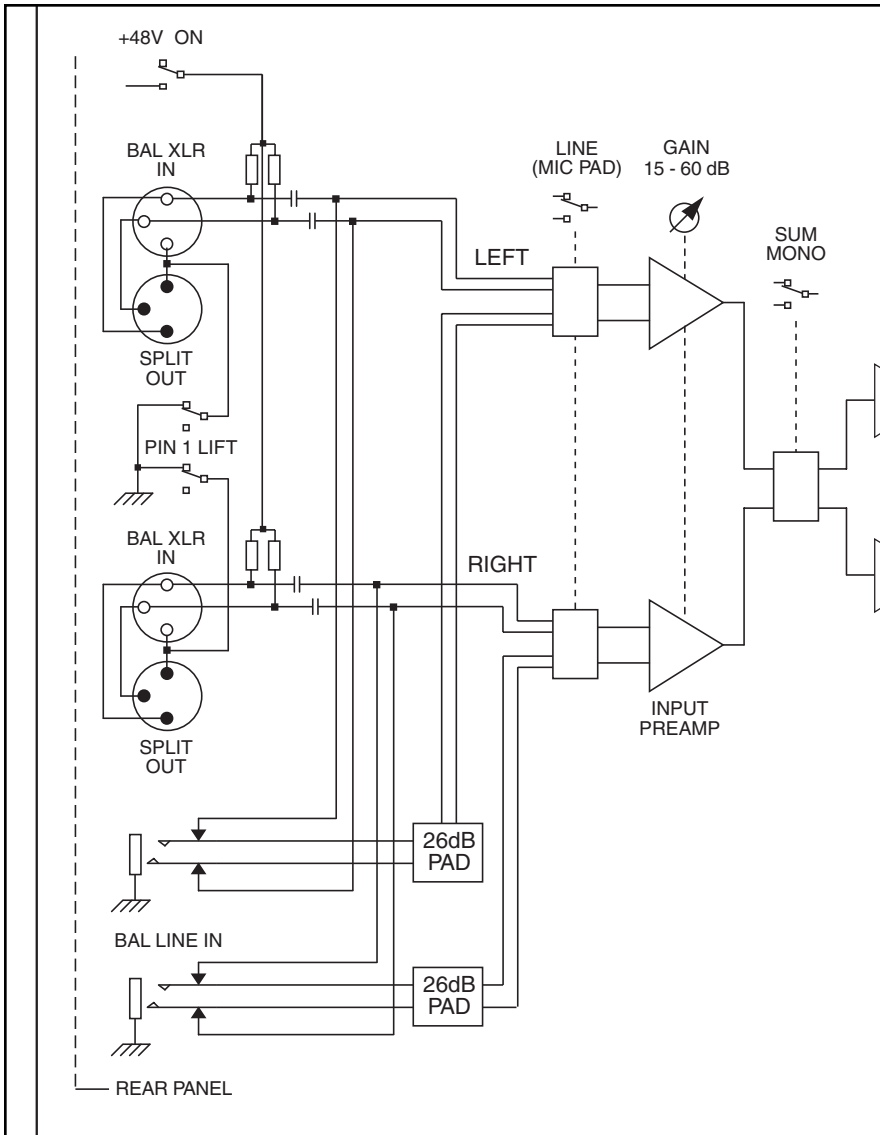 +48V ON
BAL XLR
IN
LINE
(MIC PAD)
GAIN
15 - 60 dB
SUM
MONO
LEFT
SPLIT
OUT
PIN 1 LIFT
BAL XLR
IN
RIGHT
INPUT
PREAMP
SPLIT
OUT
26dB
PAD
BAL LINE IN
26dB
PAD
REAR PANEL